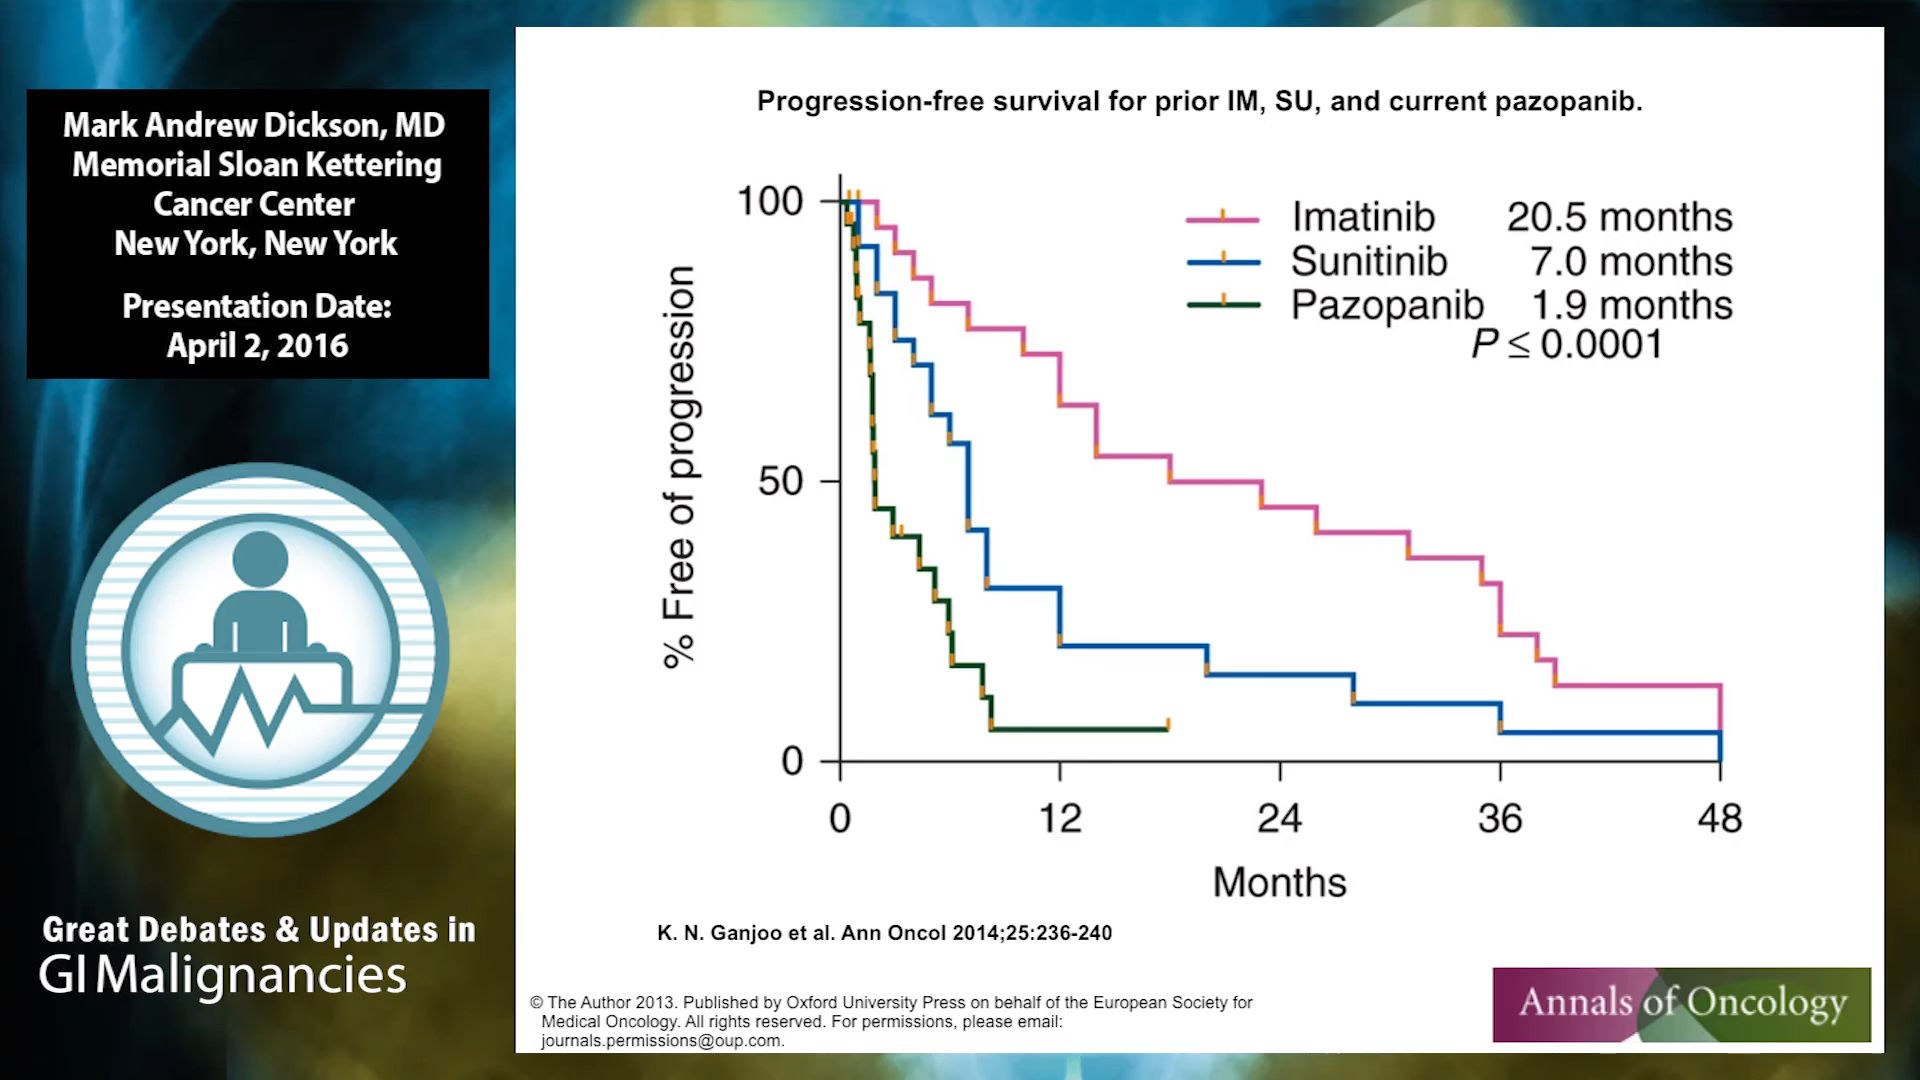 Mark Andrew Dickson, MD
Memorial Sloan Kettering
Cancer Center
New York, New York
Presentation Date:
April 2, 2016
Great Debates & Updates in
GI Malignancies
Progression-free survival for prior IM, SU, and current pazopanib.
% Free of progression
100
50
0
Imatinib 20.5 months
Sunitinib 7.0 months
Pazopanib 1.9 months
P ≤ 0.0001
0 12 24 36 48
Months
K. N. Ganjoo et al. Ann Oncol 2014;25:236-240
© The Author 2013. Published by Oxford University Press on behalf of the European Society for
Medical Oncology. All rights reserved. For permissions, please email:
journals.permissions@oup.com.
Annals of Oncology